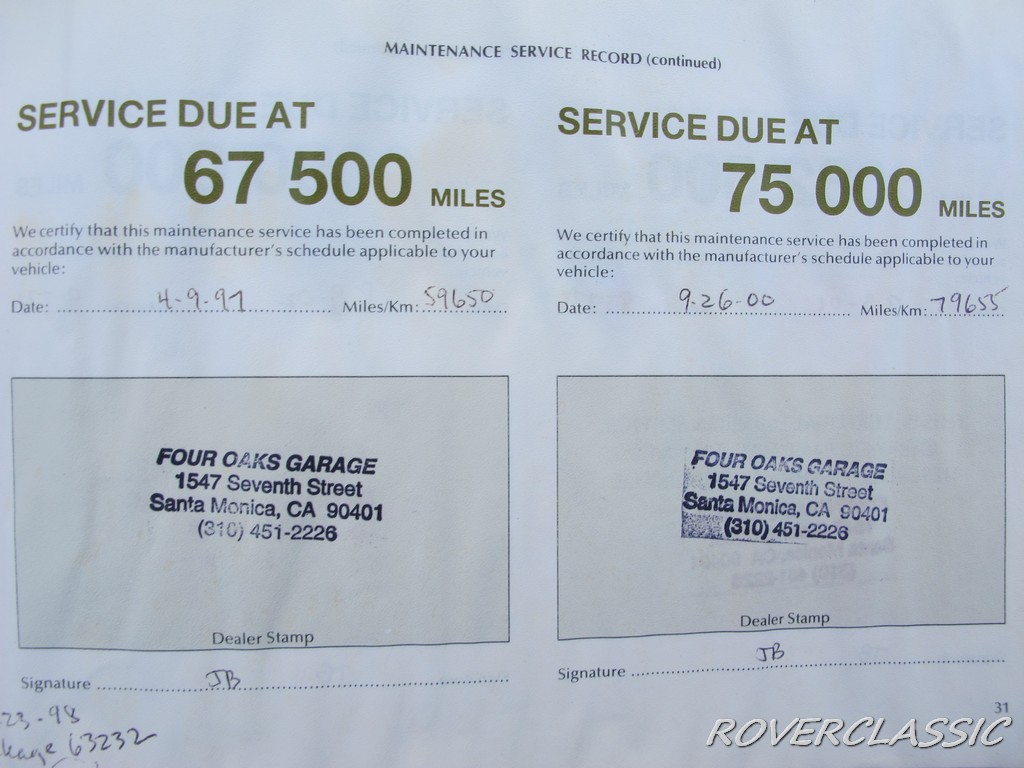 MAINTENANCE SERVICE RECORD (continued)
SERVICE DUE AT
67 500 MILES
We certify that this maintenance service has been completed in
accordance with the manufacturer's schedule applicable to your
vehicle:
Date: 4-9-97 Miles/Km: 59650
FOUR OAKS GARAGE
1547 Seventh Street
Santa Monica, CA 90401
(310) 451-2226
Dealer Stamp
Signature JB
23-98
63232
SERVICE DUE AT
75 000 MILES
We certify that this maintenance service has been completed in
accordance with the manufacturer's schedule applicable to your
vehicle:
Date: 9-26-00 Miles/Km: 79655
FOUR OAKS GARAGE
1547 Seventh Street
Santa Monica, CA 90401
(310) 451-2226
Dealer Stamp
Signature JB
31
ROVERCLASSIC